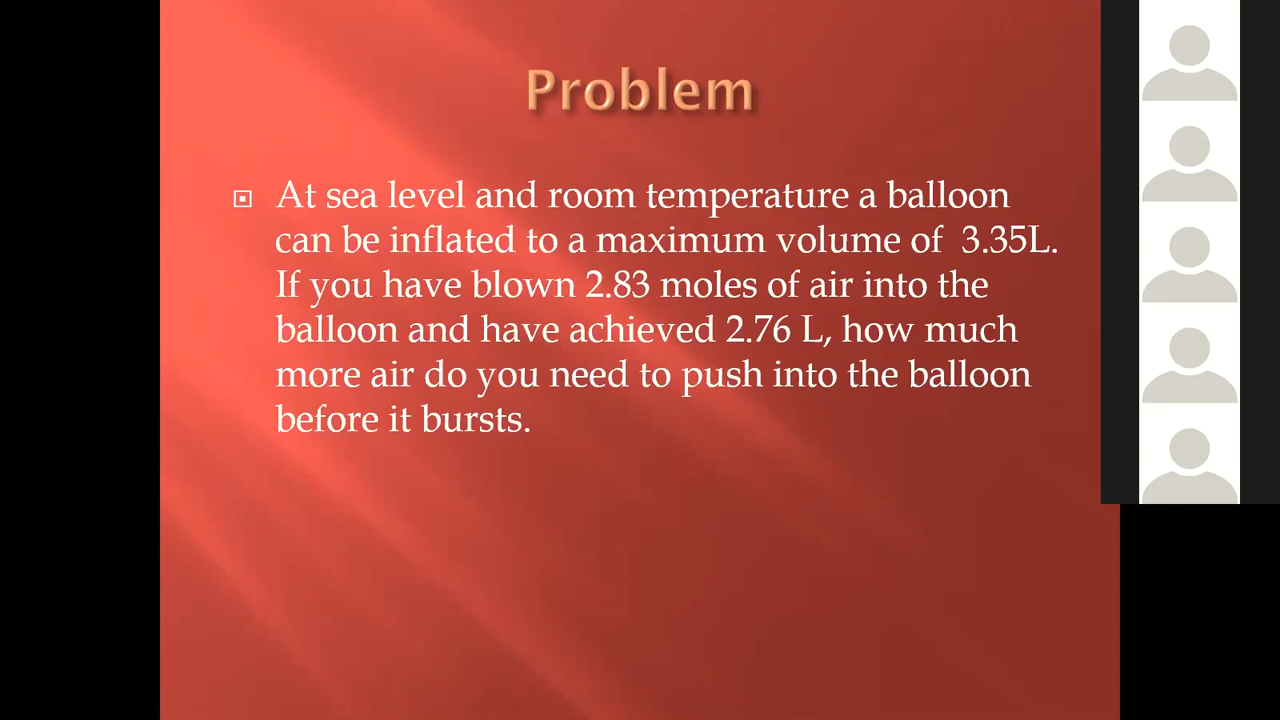 Problem
At sea level and room temperature a balloon
can be inflated to a maximum volume of  3.35L.
If you have blown 2.83 moles of air into the
balloon and have achieved 2.76 L, how much
more air do you need to push into the balloon
before it bursts.